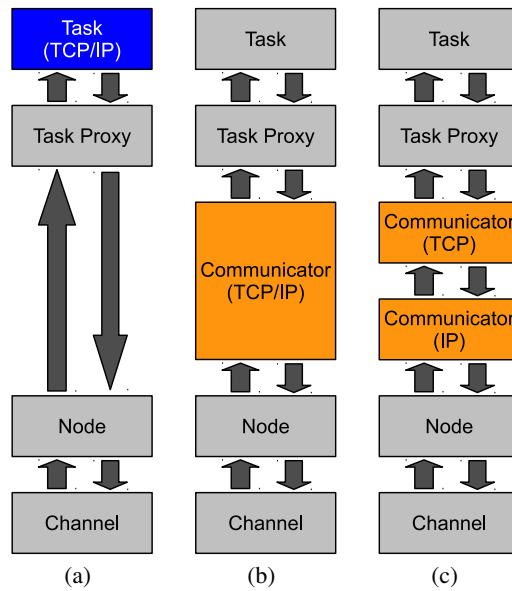 Task
(TCP/IP)
Task Proxy
Node
Channel
(a)
Task
Task Proxy
Communicator
(TCP/IP)
Node
Channel
(b)
Task
Task Proxy
Communicator
(TCP)
Communicator
(IP)
Node
Channel
(c)